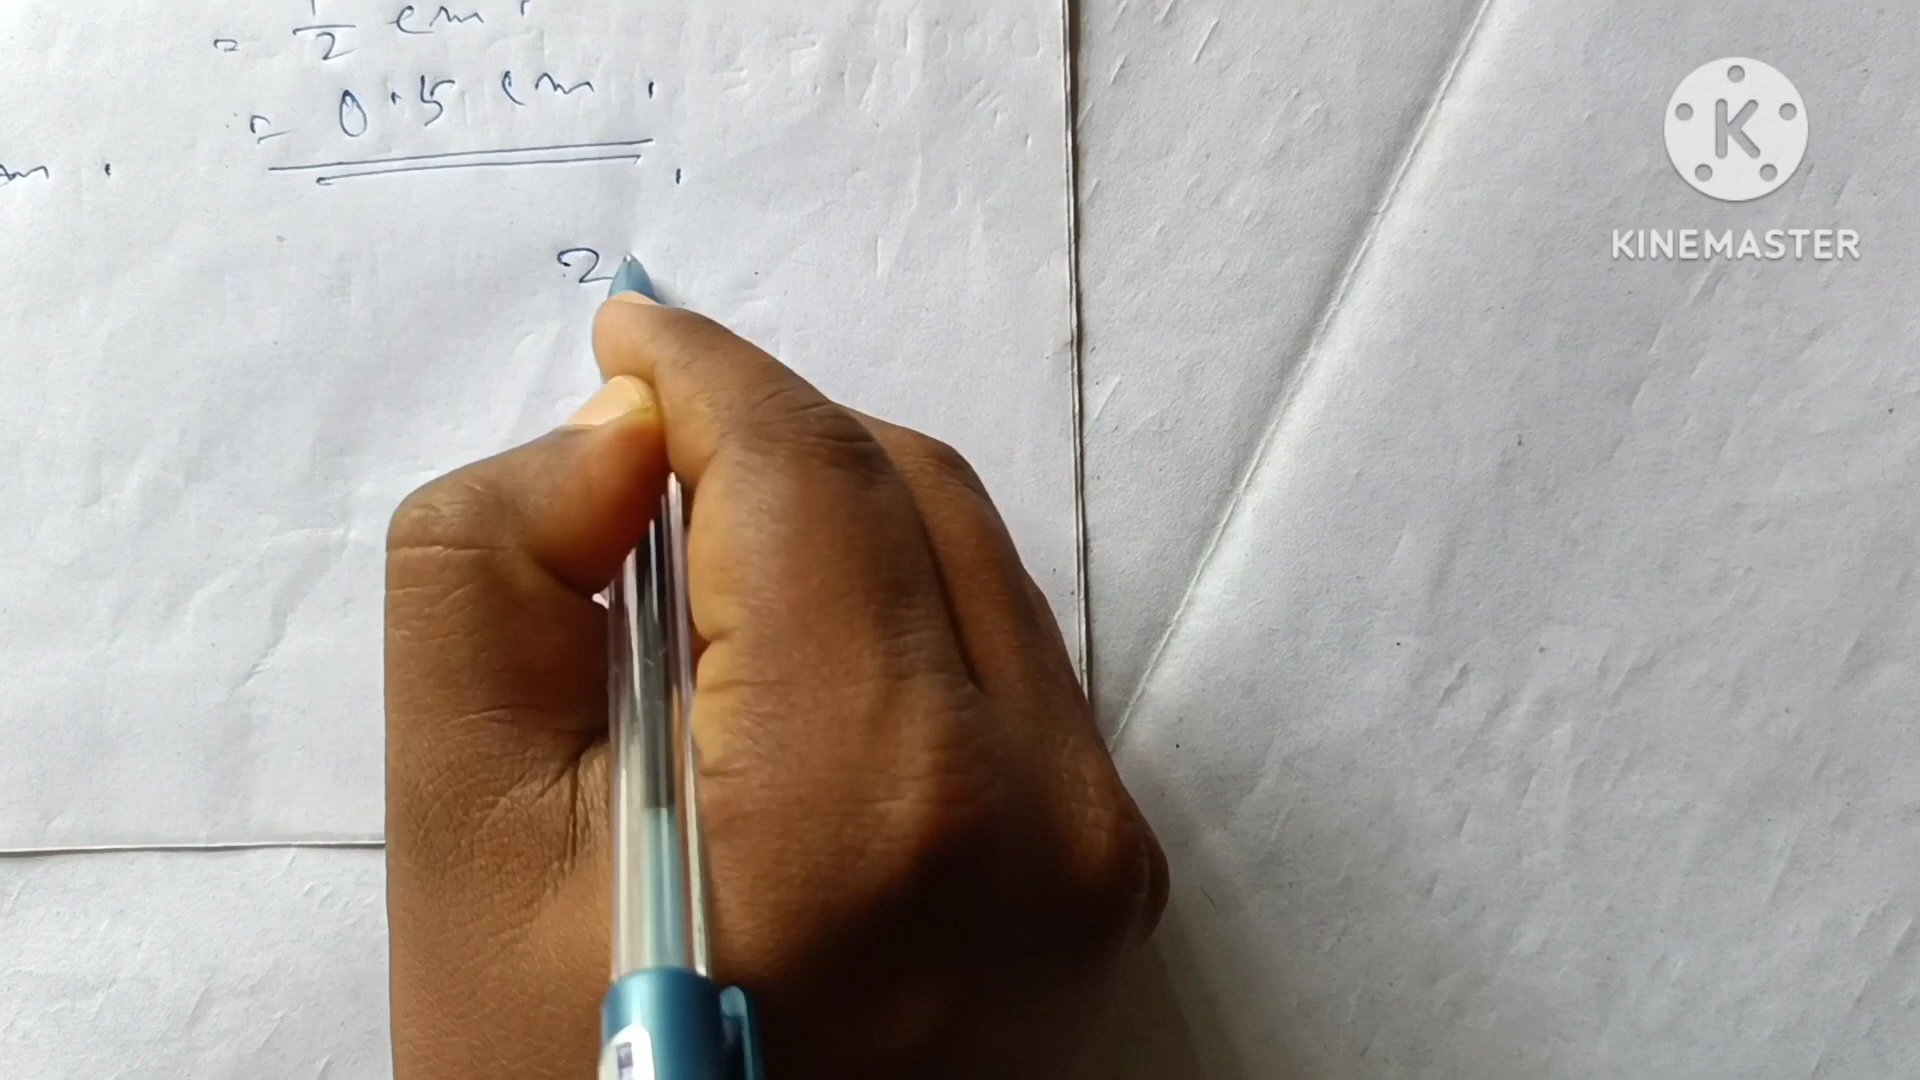 = 1/2 cm.
= 0.5 cm.
2
K
KINEMASTER